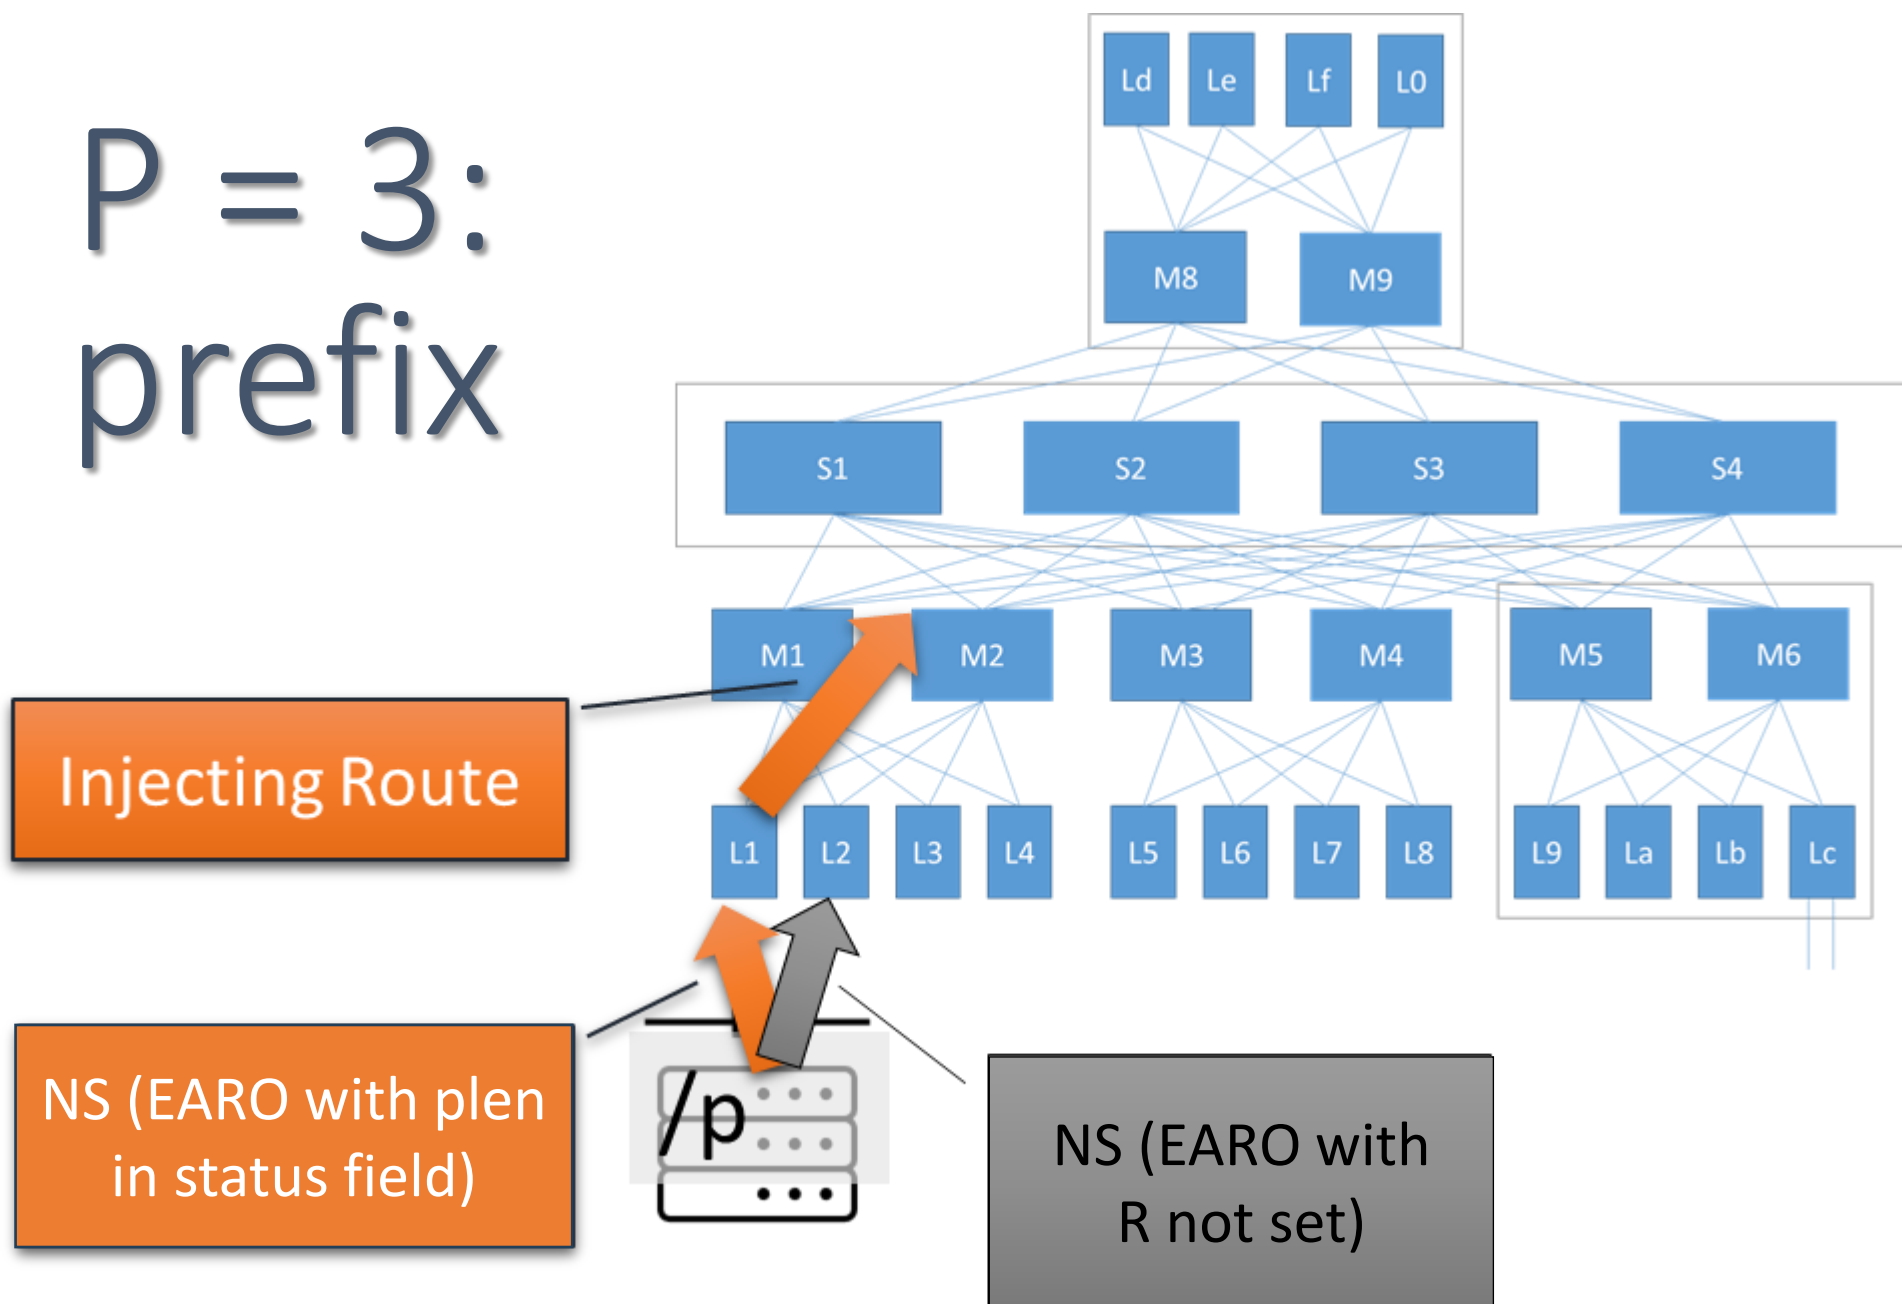 P = 3:
prefix
Ld Le Lf L0
M8 M9
S1 S2 S3 S4
M1 M2 M3 M4 M5 M6
Injecting Route
L1 L2 L3 L4 L5 L6 L7 L8 L9 La Lb Lc
NS (EARO with plen
in status field)
/p
NS (EARO with
R not set)